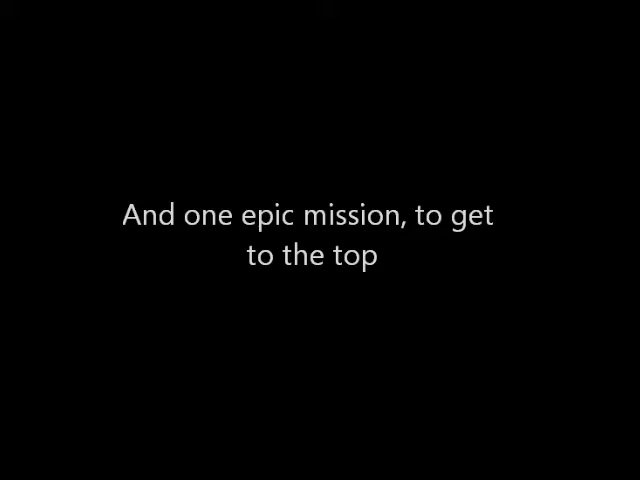 And one epic mission, to get
to the top